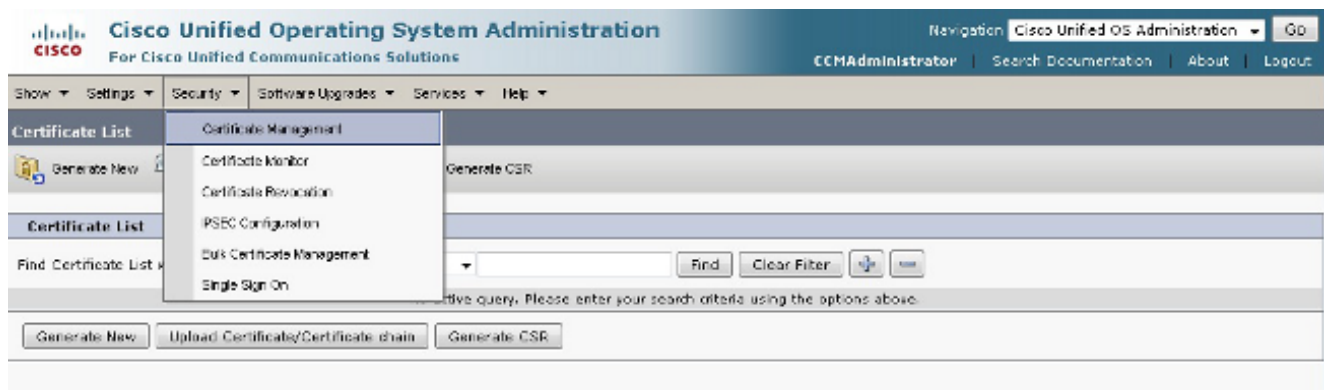 Cisco Unified Operating System Administration
For Cisco Unified Communications Solutions
CISCO
Navigation Cisco Unified OS Administration GO
CCMAdministrator | Search Documentation | About | Logout
Show Settings Security Software Upgrades Services Help
Certificate List
Certificate Management
Generate New
Generate CSR
Certificate Monitor
Certificate Revocation
Certificate List
IPSEC Configuration
Bulk Certificate Management
Find Certificate List
Find Clear Filter
Single Sign On
query. Please enter your search criteria using the options above.
Generate New Upload Certificate/Certificate chain Generate CSR